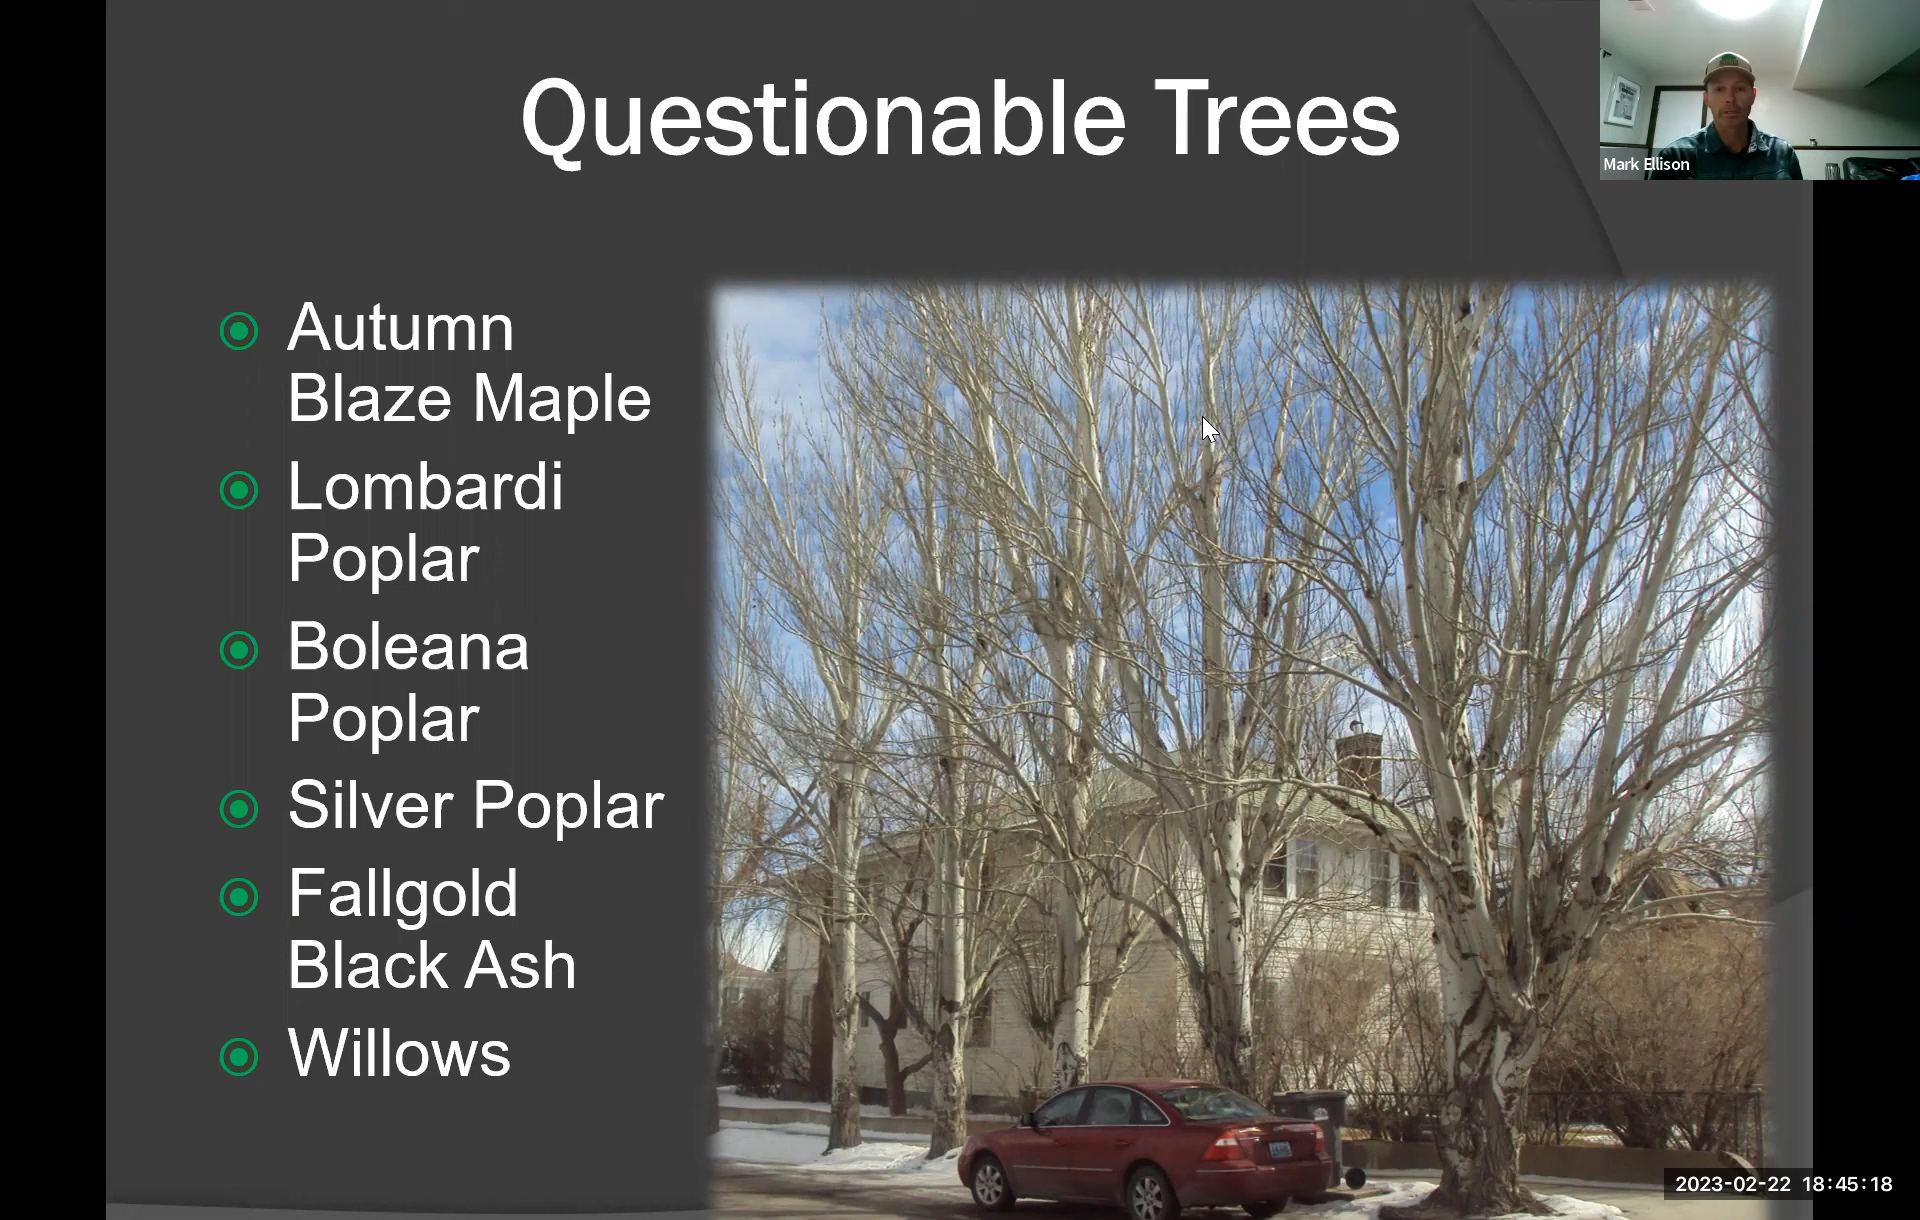 Questionable Trees
Mark Ellison
Autumn
Blaze Maple
Lombardi
Poplar
Boleana
Poplar
Silver Poplar
Fallgold
Black Ash
Willows
2023-02-22 18:45:18